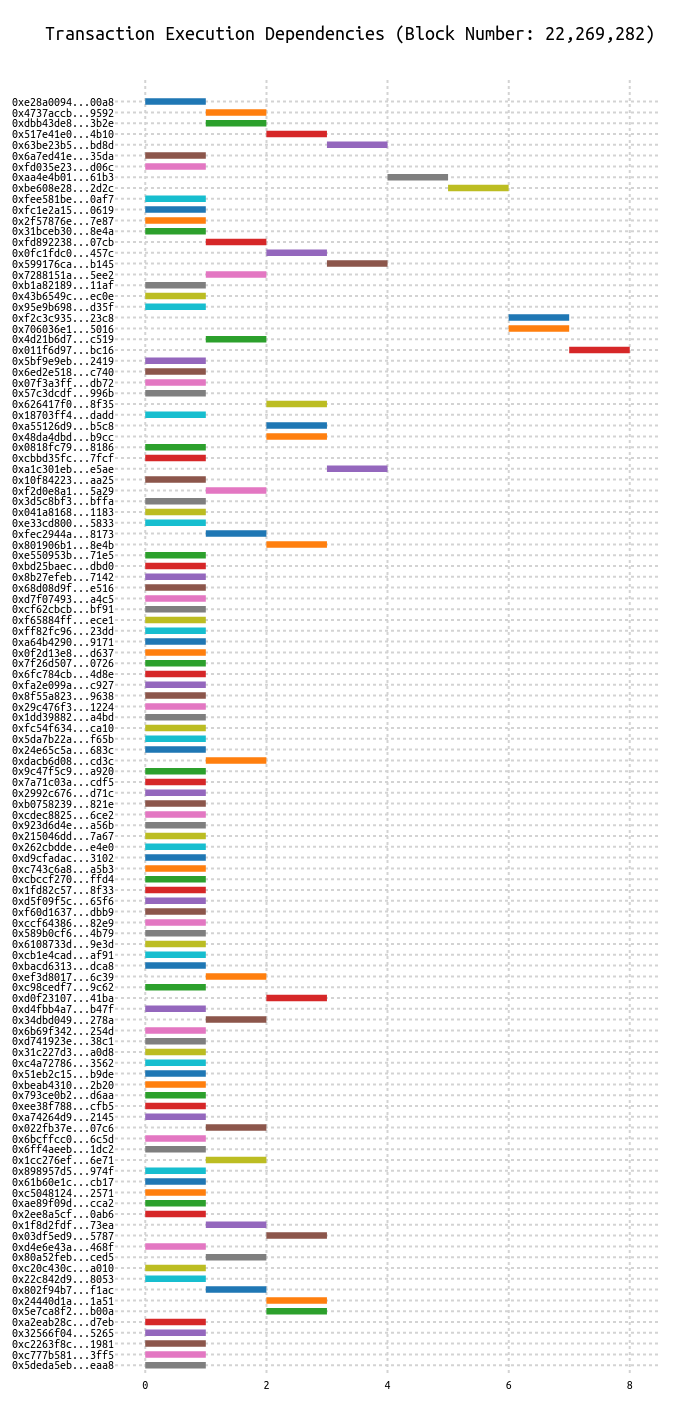 Transaction Execution Dependencies (Block Number: 22,269,282)
0xe28a0094...00a8
0x4737accb...9592
0xdbb43de8...3b2e
0x517e41e0...4b10
0x63be23b5...bd8d
0x6a7ed41e...35da
0xfd035e23...d06c
0xaa4e4b01...61b3
0xbe608e28...2d2c
0xfee581be...0af7
0xfc1e2a15...0619
0x2f57876e...7e87
0x31bceb30...8e4a
0xfd892238...07cb
0x0fc1fdc0...457c
0x599176ca...b145
0x7288151a...5ee2
0xb1a82189...11af
0x43b6549c...ec0e
0x95e9b698...d35f
0xf2c3c935...23c8
0x706036e1...5016
0x4d21b6d7...c519
0x011f6d97...bc16
0x5bf9e9eb...2419
0x6ed2e518...c740
0x07f3a3ff...db72
0x57c3dcdf...996b
0x626417f0...8f35
0x18703ff4...dadd
0xa55126d9...b5c8
0x48da4dbd...b9cc
0x0818fc79...8186
0xcbbd35fc...7fcf
0xa1c301eb...e5ae
0x10f84223...aa25
0xf2d0e8a1...5a29
0x3d5c8bf3...bffa
0x041a8168...1183
0xe33cd800...5833
0xfec2944a...8173
0x801906b1...8e4b
0xe550953b...71e5
0xbd25baec...dbd0
0x8b27efeb...7142
0x68d08d9f...e516
0xd7f07493...a4c5
0xcf62cbcb...bf91
0xf65884ff...ece1
0xff82fc96...23dd
0xa64b4290...9171
0x0f2d13e8...d637
0x7f26d507...0726
0x6fc784cb...4d8e
0xfa2e099a...c927
0x8f55a823...9638
0x29c476f3...1224
0x1dd39882...a4bd
0xfc54f634...ca10
0x5da7b22a...f65b
0x24e65c5a...683c
0xdacb6d08...cd3c
0x9c47f5c9...a920
0x7a71c03a...cdf5
0x2992c676...d71c
0xb0758239...821e
0xcdec8825...6ce2
0x923d6d4e...a56b
0x215046dd...7a67
0x262cbdde...e4e0
0xd9cfadac...3102
0xc743c6a8...a5b3
0xcbccf270...ffd4
0x1fd82c57...8f33
0xd5f09f5c...65f6
0xf60d1637...dbb9
0xccf64386...82e9
0x589b0cf6...4b79
0x6108733d...9e3d
0xcb1e4cad...af91
0xbacd6313...dca8
0xef3d8017...6c39
0xc98cedf7...9c62
0xd0f23107...41ba
0xd4fbb4a7...b47f
0x34dbd049...278a
0x6b69f342...254d
0xd741923e...38c1
0x31c227d3...a0d8
0xc4a72786...3562
0x51eb2c15...b9de
0xbeab4310...2b20
0x793ce0b2...d6aa
0xee38f788...cfb5
0xa74264d9...2145
0x022fb37e...07c6
0x6bcffcc0...6c5d
0x6ff4aeeb...1dc2
0x1cc276ef...6e71
0x898957d5...974f
0x61b60e1c...cb17
0xc5048124...2571
0xae89f09d...cca2
0x2ee8a5cf...0ab6
0x1f8d2fdf...73ea
0x03df5ed9...5787
0xd4e6e43a...468f
0x80a52feb...ced5
0xc20c430c...a010
0x22c842d9...8053
0x802f94b7...f1ac
0x24440d1a...1a51
0x5e7ca8f2...b00a
0xa2eab28c...d7eb
0x32566f04...5265
0xc2263f8c...1981
0xc777b581...3ff5
0x5deda5eb...eaa8
0 2 4 6 8